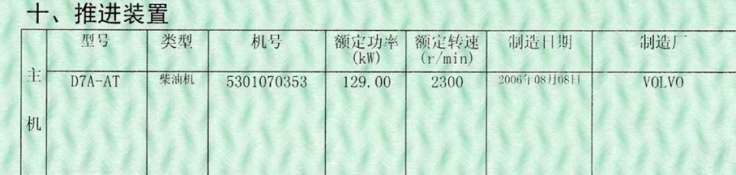 十、推进装置
主机 型号 类型 机号 额定功率(kW) 额定转速(r/min) 制造日期 制造厂
D7A-AT 柴油机 5301070353 129.00 2300 2006年08月08日 VOLVO